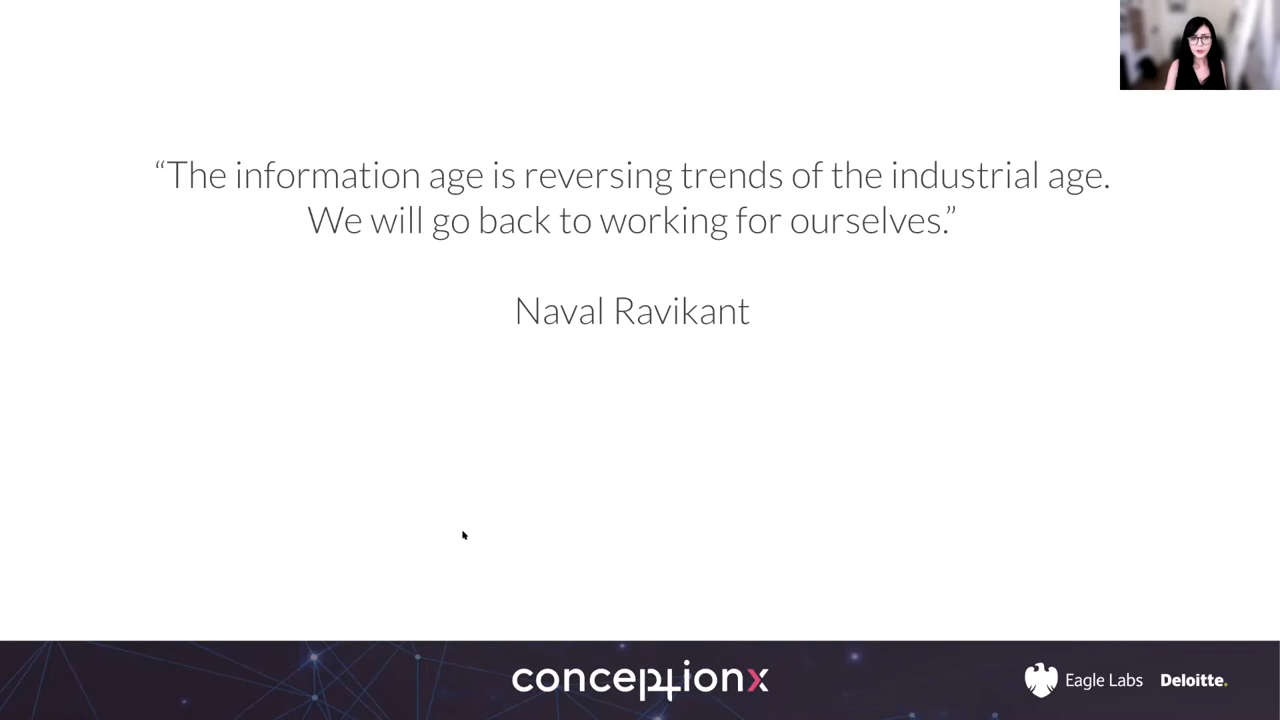 “The information age is reversing trends of the industrial age.
We will go back to working for ourselves.”
Naval Ravikant
conceptionx
Eagle Labs
Deloitte.